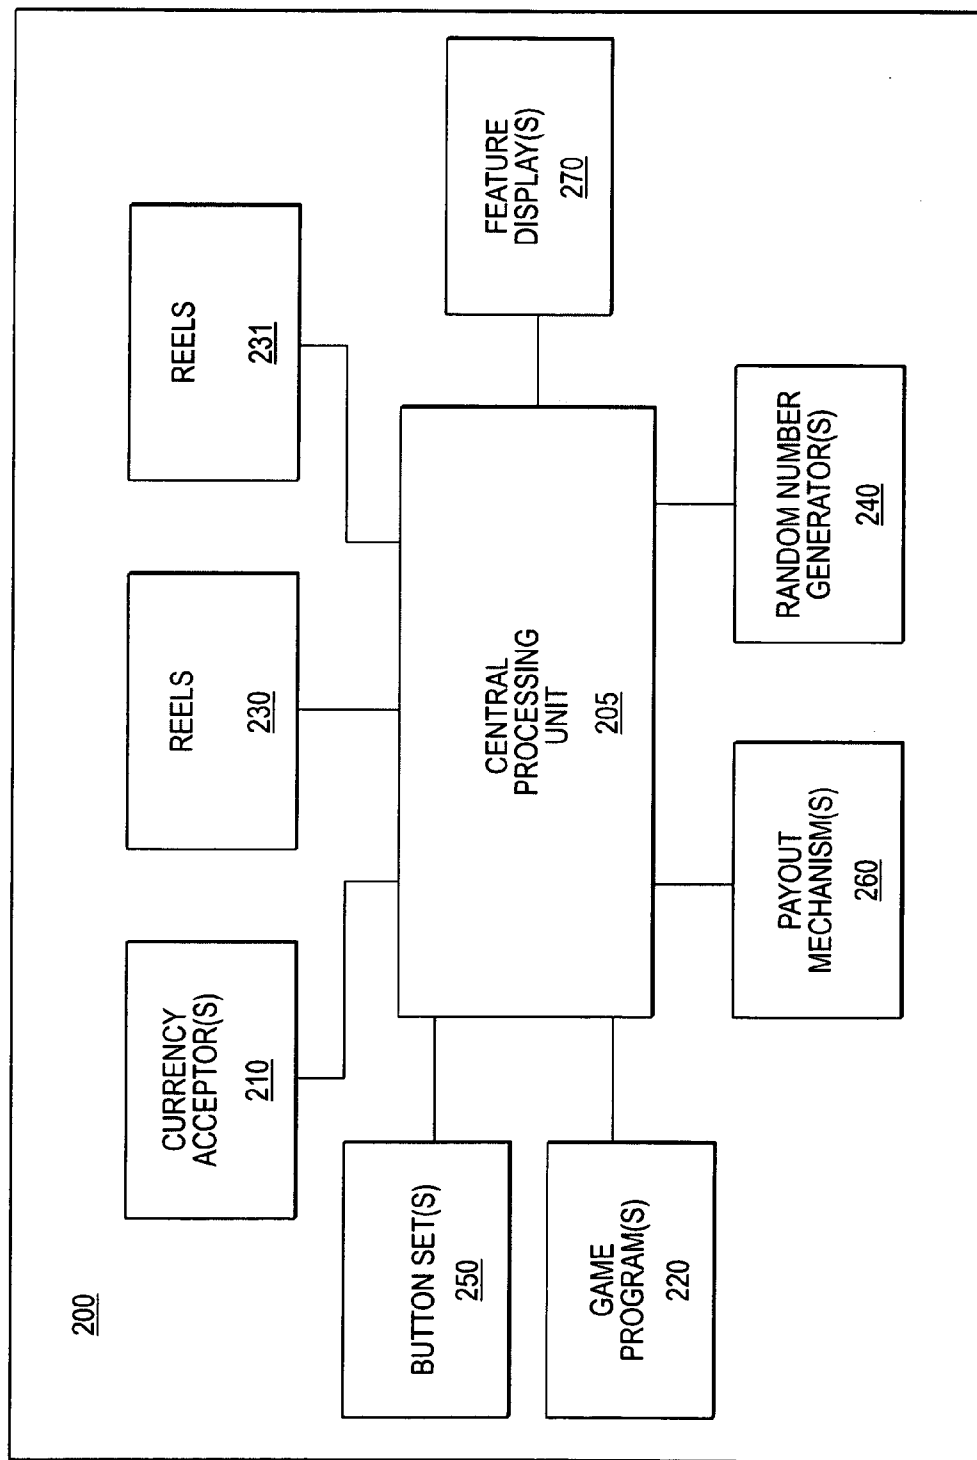 200
CURRENCY
ACCEPTOR(S)
210
REELS
230
REELS
231
BUTTON SET(S)
250
GAME
PROGRAM(S)
220
CENTRAL
PROCESSING
UNIT
205
FEATURE
DISPLAY(S)
270
PAYOUT
MECHANISM(S)
260
RANDOM NUMBER
GENERATOR(S)
240